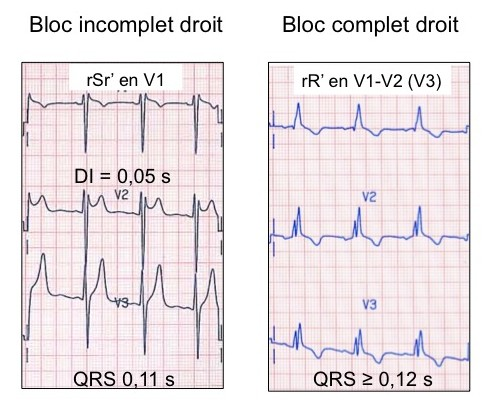 Bloc incomplet droit
Bloc complet droit
rSr’ en V1
DI = 0,05 s
V2
V3
QRS 0,11 s
rR’ en V1-V2 (V3)
V2
V3
QRS ≥ 0,12 s